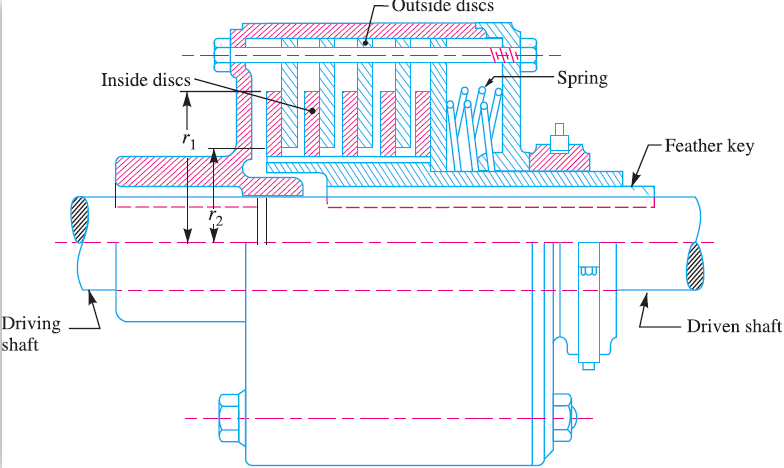 Outside discs
Inside discs
Spring
r1
Feather key
r2
Driving
shaft
Driven shaft